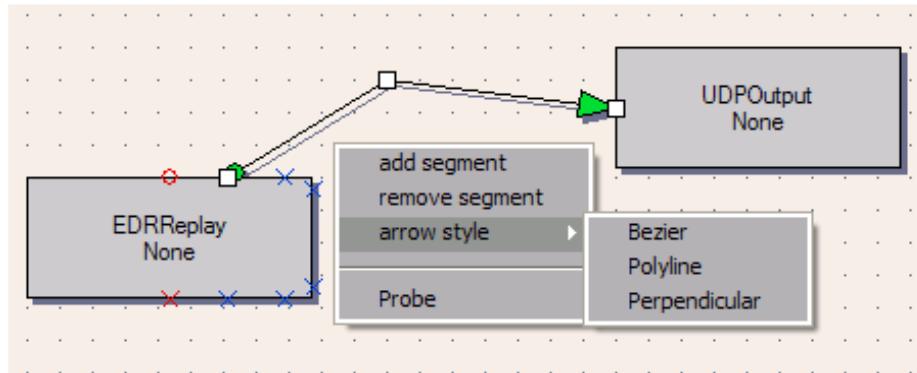 UDPOutput
None
EDRReplay
None
add segment
remove segment
arrow style
Probe
Bezier
Polyline
Perpendicular